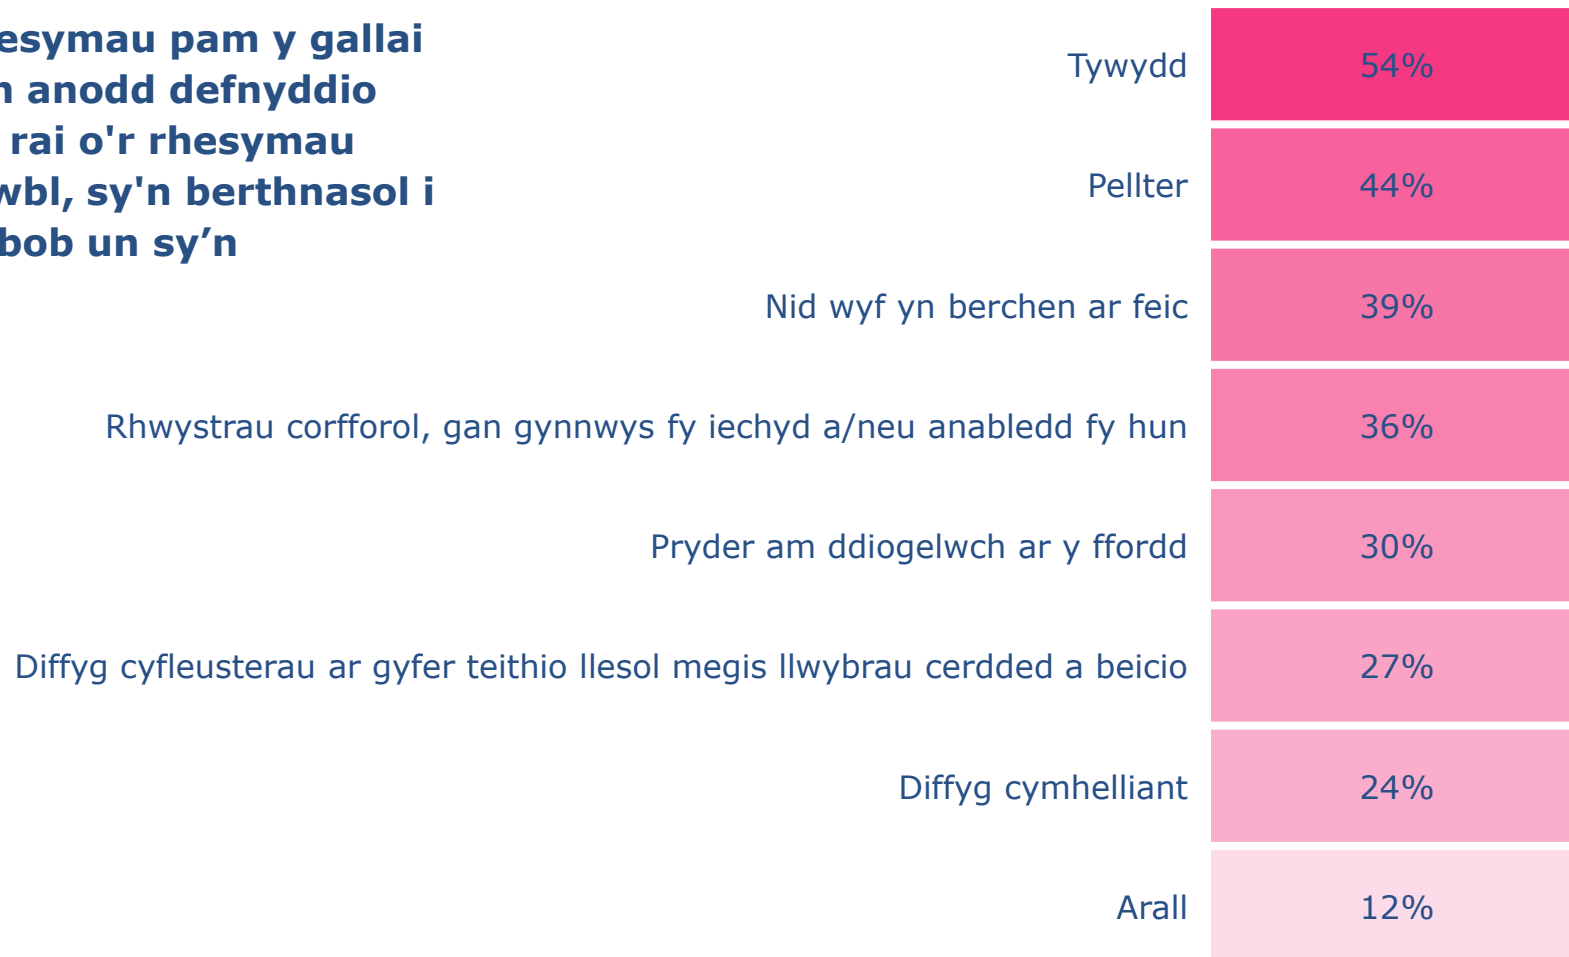 esymau pam y gallai
anodd defnyddio
rai o'r rhesymau
wbl, sy'n berthnasol i
bob un sy’n
Tywydd 54%
Pellter 44%
Nid wyf yn berchen ar feic 39%
Rhwystrau corfforol, gan gynnwys fy iechyd a/neu anabledd fy hun 36%
Pryder am ddiogelwch ar y ffordd 30%
Diffyg cyfleusterau ar gyfer teithio llesol megis llwybrau cerdded a beicio 27%
Diffyg cymhelliant 24%
Arall 12%